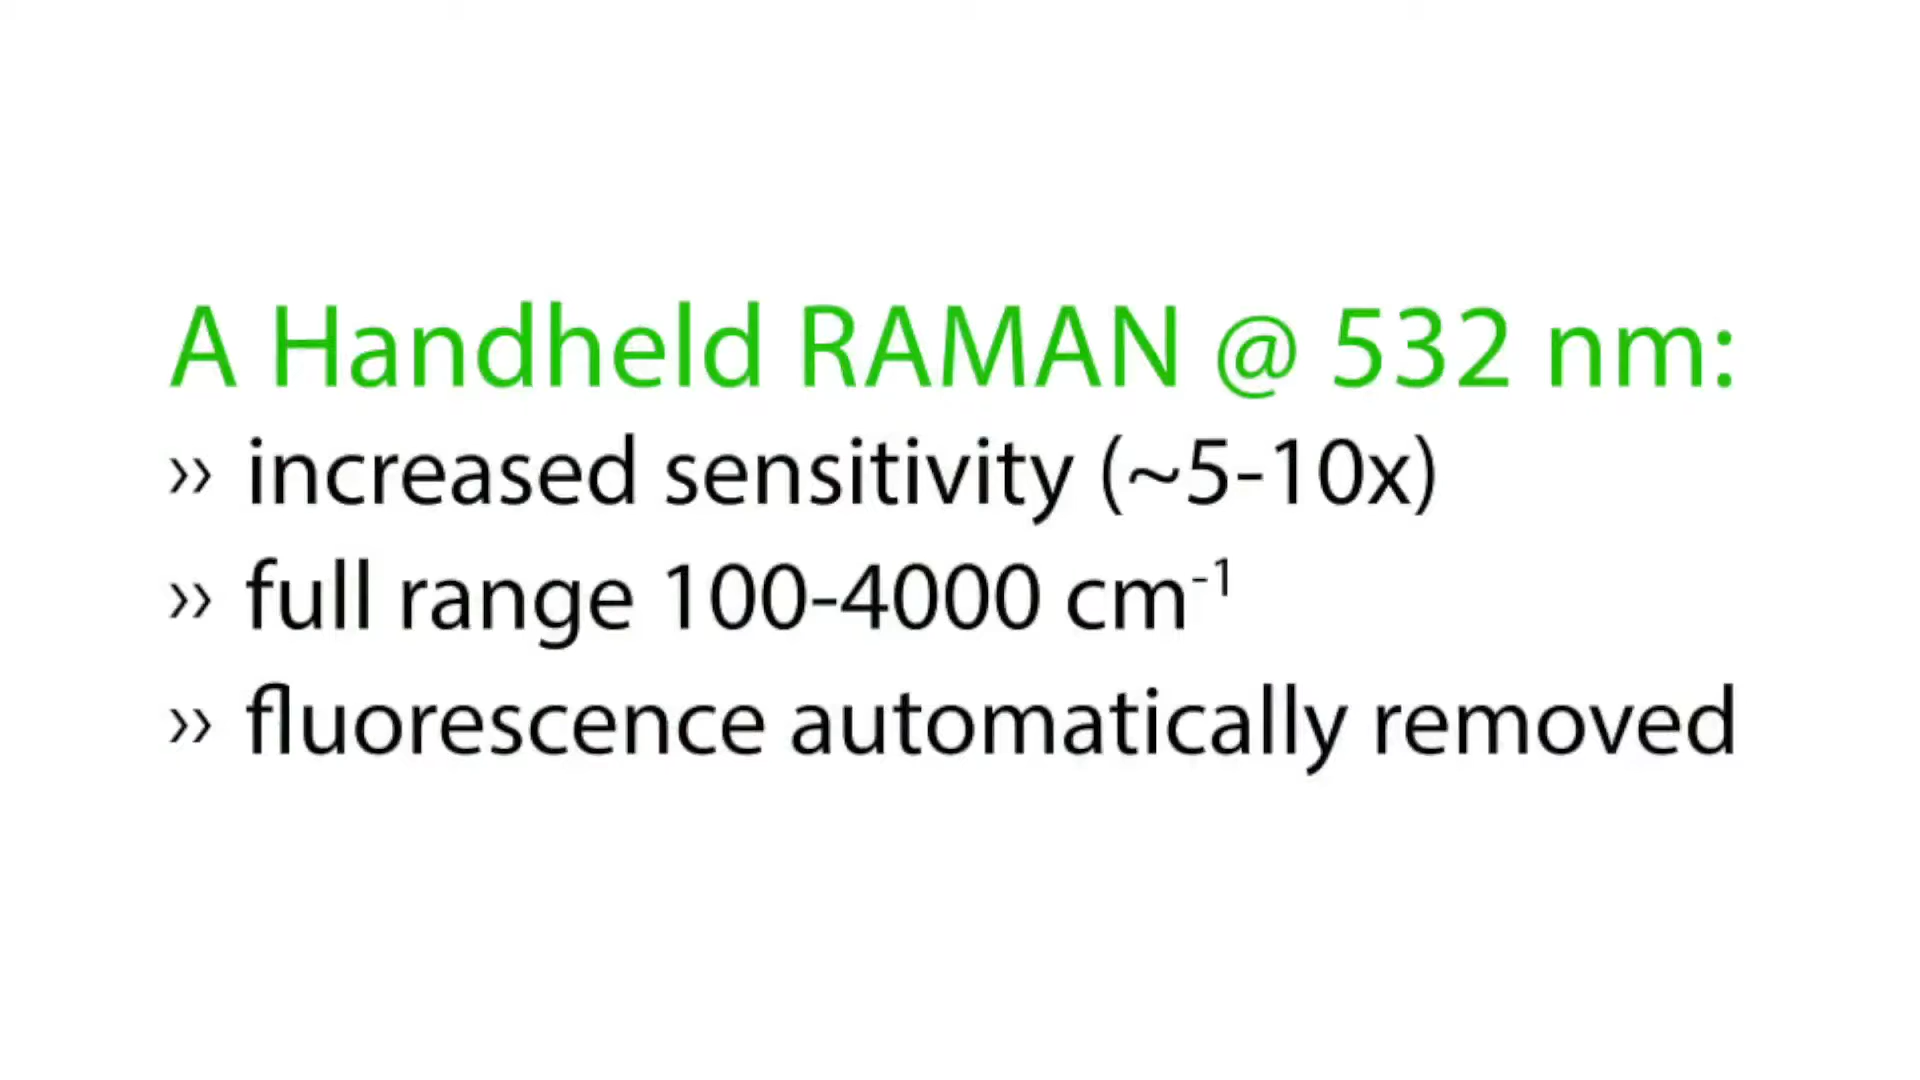 A Handheld RAMAN @ 532 nm:
›› increased sensitivity (~5-10x)
›› full range 100-4000 cm⁻¹
›› fluorescence automatically removed